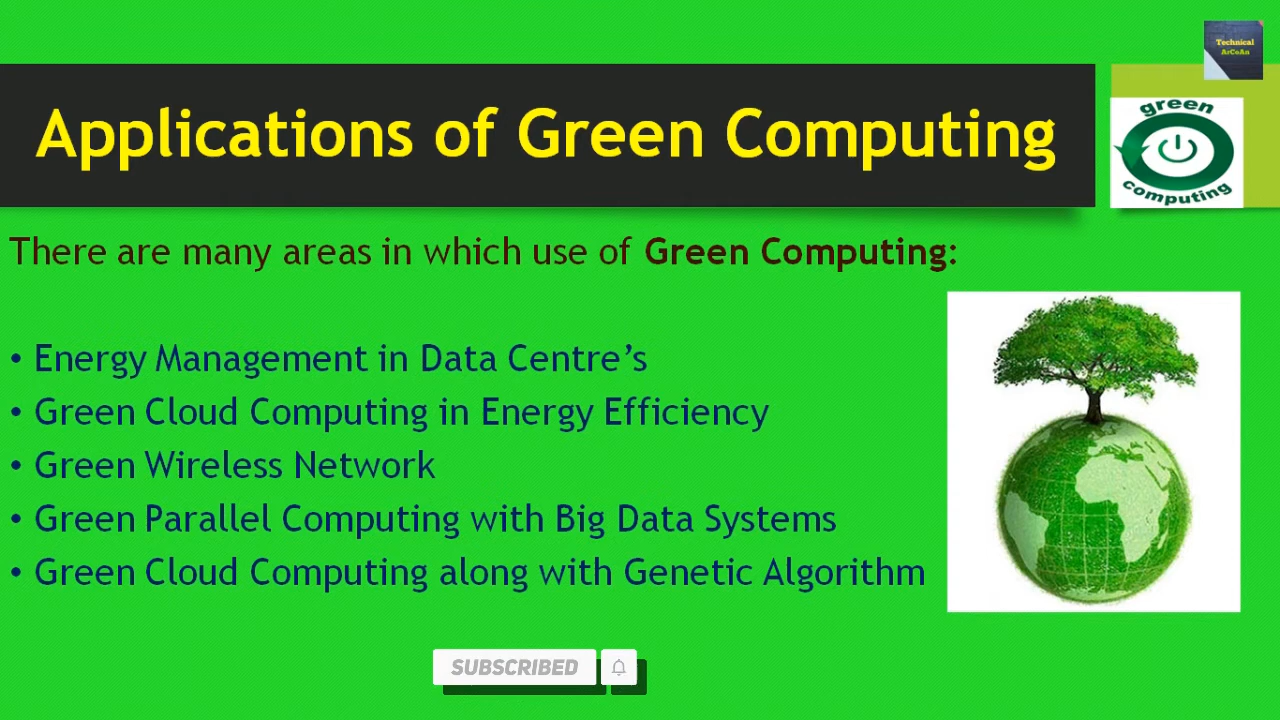 Technical
ArCoAn
Applications of Green Computing
green
computing
There are many areas in which use of Green Computing:
• Energy Management in Data Centre’s
• Green Cloud Computing in Energy Efficiency
• Green Wireless Network
• Green Parallel Computing with Big Data Systems
• Green Cloud Computing along with Genetic Algorithm
SUBSCRIBED